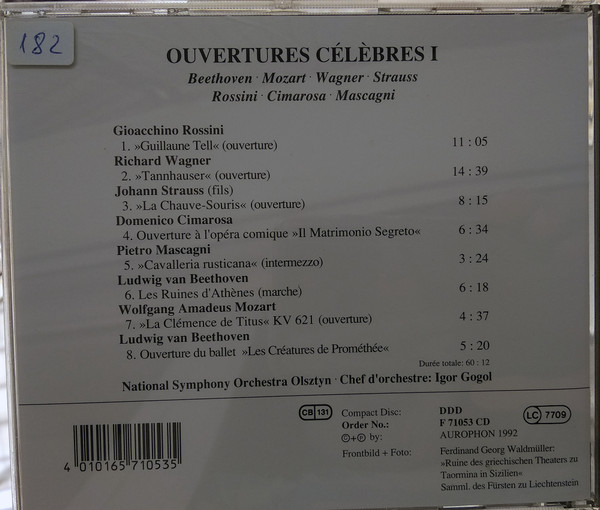 182
OUVERTURES CÉLÈBRES I
Beethoven · Mozart · Wagner · Strauss
Rossini · Cimarosa · Mascagni
Gioacchino Rossini
1. »Guillaune Tell« (ouverture) 11 : 05
Richard Wagner
2. »Tannhauser« (ouverture) 14 : 39
Johann Strauss (fils)
3. »La Chauve-Souris« (ouverture) 8 : 15
Domenico Cimarosa
4. Ouverture à l'opéra comique »Il Matrimonio Segreto« 6 : 34
Pietro Mascagni
5. »Cavalleria rusticana« (intermezzo) 3 : 24
Ludwig van Beethoven
6. Les Ruines d'Athènes (marche) 6 : 18
Wolfgang Amadeus Mozart
7. »La Clémence de Titus« KV 621 (ouverture) 4 : 37
Ludwig van Beethoven
8. Ouverture du ballet »Les Créatures de Prométhée« 5 : 20
Durée totale: 60 : 12
National Symphony Orchestra Olsztyn · Chef d'orchestre: Igor Gogol
CB 131
Compact Disc: DDD
Order No.: F 71053 CD
©+℗ by: AUROPHON 1992
LC 7709
Frontbild + Foto: Ferdinand Georg Waldmüller:
»Ruine des griechischen Theaters zu
Taormina in Sizilien«
Samml. des Fürsten zu Liechtenstein
4 010165 710535